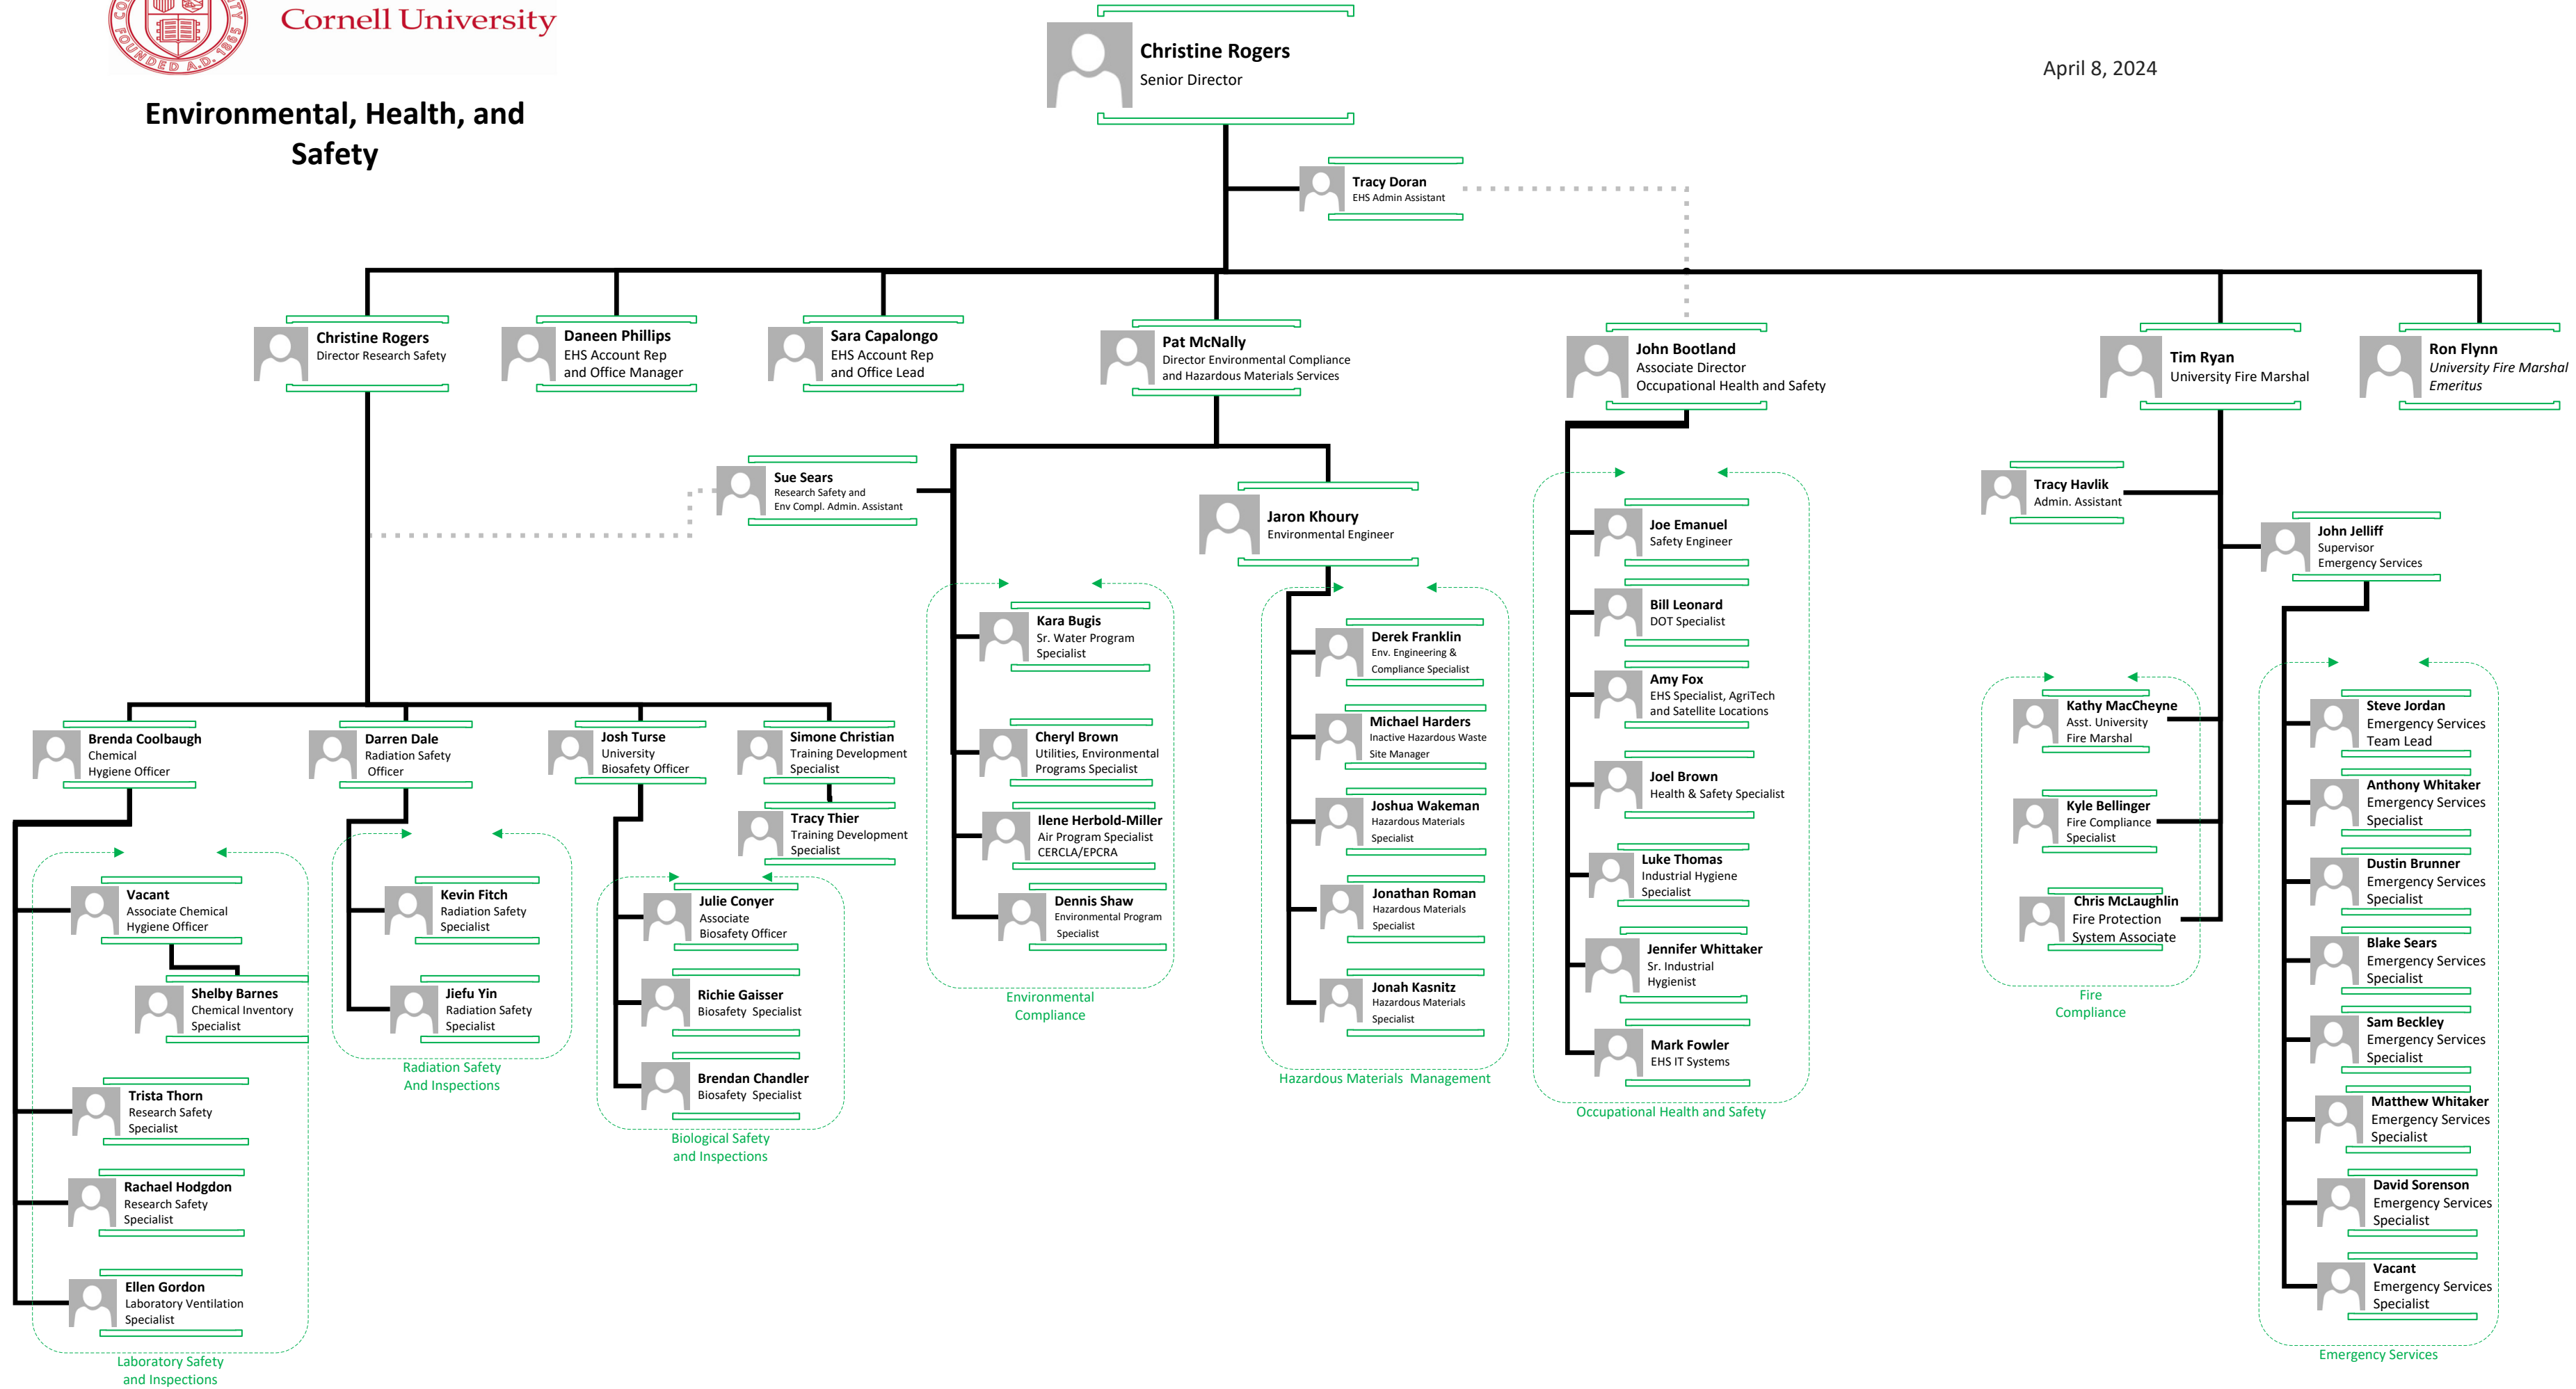 Cornell University
FOUNDED A.D. 1865
Environmental, Health, and
Safety
April 8, 2024
Christine Rogers
Senior Director
Tracy Doran
EHS Admin Assistant
Christine Rogers
Director Research Safety
Daneen Phillips
EHS Account Rep
and Office Manager
Sara Capalongo
EHS Account Rep
and Office Lead
Pat McNally
Director Environmental Compliance
and Hazardous Materials Services
John Bootland
Associate Director
Occupational Health and Safety
Tim Ryan
University Fire Marshal
Ron Flynn
University Fire Marshal
Emeritus
Sue Sears
Research Safety and
Env Compl. Admin. Assistant
Jaron Khoury
Environmental Engineer
Tracy Havlik
Admin. Assistant
John Jelliff
Supervisor
Emergency Services
Brenda Coolbaugh
Chemical
Hygiene Officer
Darren Dale
Radiation Safety
Officer
Josh Turse
University
Biosafety Officer
Simone Christian
Training Development
Specialist
Tracy Thier
Training Development
Specialist
Vacant
Associate Chemical
Hygiene Officer
Shelby Barnes
Chemical Inventory
Specialist
Trista Thorn
Research Safety
Specialist
Rachael Hodgdon
Research Safety
Specialist
Ellen Gordon
Laboratory Ventilation
Specialist
Laboratory Safety
and Inspections
Kevin Fitch
Radiation Safety
Specialist
Jiefu Yin
Radiation Safety
Specialist
Radiation Safety
And Inspections
Julie Conyer
Associate
Biosafety Officer
Richie Gaisser
Biosafety Specialist
Brendan Chandler
Biosafety Specialist
Biological Safety
and Inspections
Kara Bugis
Sr. Water Program
Specialist
Cheryl Brown
Utilities, Environmental
Programs Specialist
Ilene Herbold-Miller
Air Program Specialist
CERCLA/EPCRA
Dennis Shaw
Environmental Program
Specialist
Environmental
Compliance
Derek Franklin
Env. Engineering &
Compliance Specialist
Michael Harders
Inactive Hazardous Waste
Site Manager
Joshua Wakeman
Hazardous Materials
Specialist
Jonathan Roman
Hazardous Materials
Specialist
Jonah Kasnitz
Hazardous Materials
Specialist
Hazardous Materials Management
Joe Emanuel
Safety Engineer
Bill Leonard
DOT Specialist
Amy Fox
EHS Specialist, AgriTech
and Satellite Locations
Joel Brown
Health & Safety Specialist
Luke Thomas
Industrial Hygiene
Specialist
Jennifer Whittaker
Sr. Industrial
Hygienist
Mark Fowler
EHS IT Systems
Occupational Health and Safety
Kathy MacCheyne
Asst. University
Fire Marshal
Kyle Bellinger
Fire Compliance
Specialist
Chris McLaughlin
Fire Protection
System Associate
Fire
Compliance
Steve Jordan
Emergency Services
Team Lead
Anthony Whitaker
Emergency Services
Specialist
Dustin Brunner
Emergency Services
Specialist
Blake Sears
Emergency Services
Specialist
Sam Beckley
Emergency Services
Specialist
Matthew Whitaker
Emergency Services
Specialist
David Sorenson
Emergency Services
Specialist
Vacant
Emergency Services
Specialist
Emergency Services